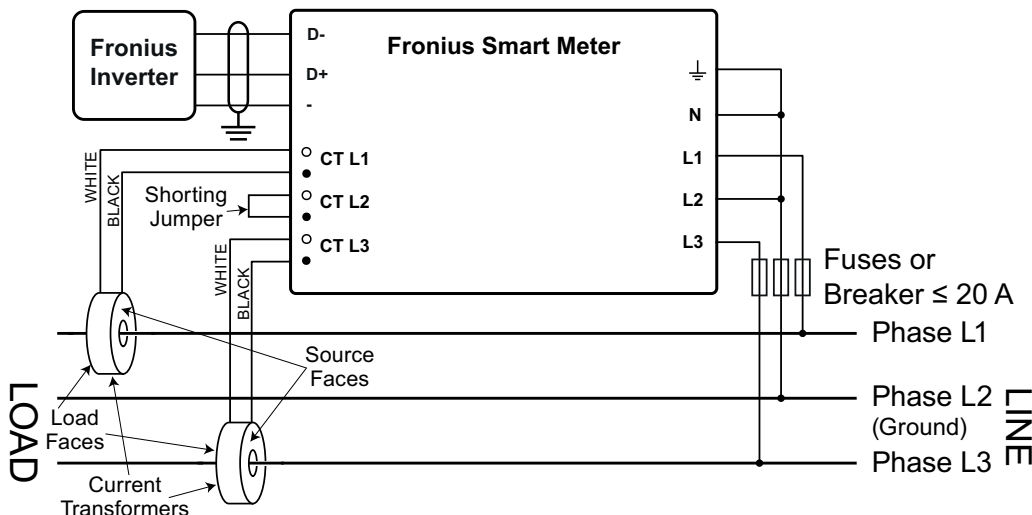 Fronius
Inverter
D-
D+
-
Fronius Smart Meter
N
L1
L2
L3
CT L1
CT L2
CT L3
WHITE
BLACK
Shorting
Jumper
WHITE
BLACK
Fuses or
Breaker ≤ 20 A
Phase L1
Source
Faces
LOAD
Load
Faces
Phase L2
(Ground)
LINE
Phase L3
Current
Transformers